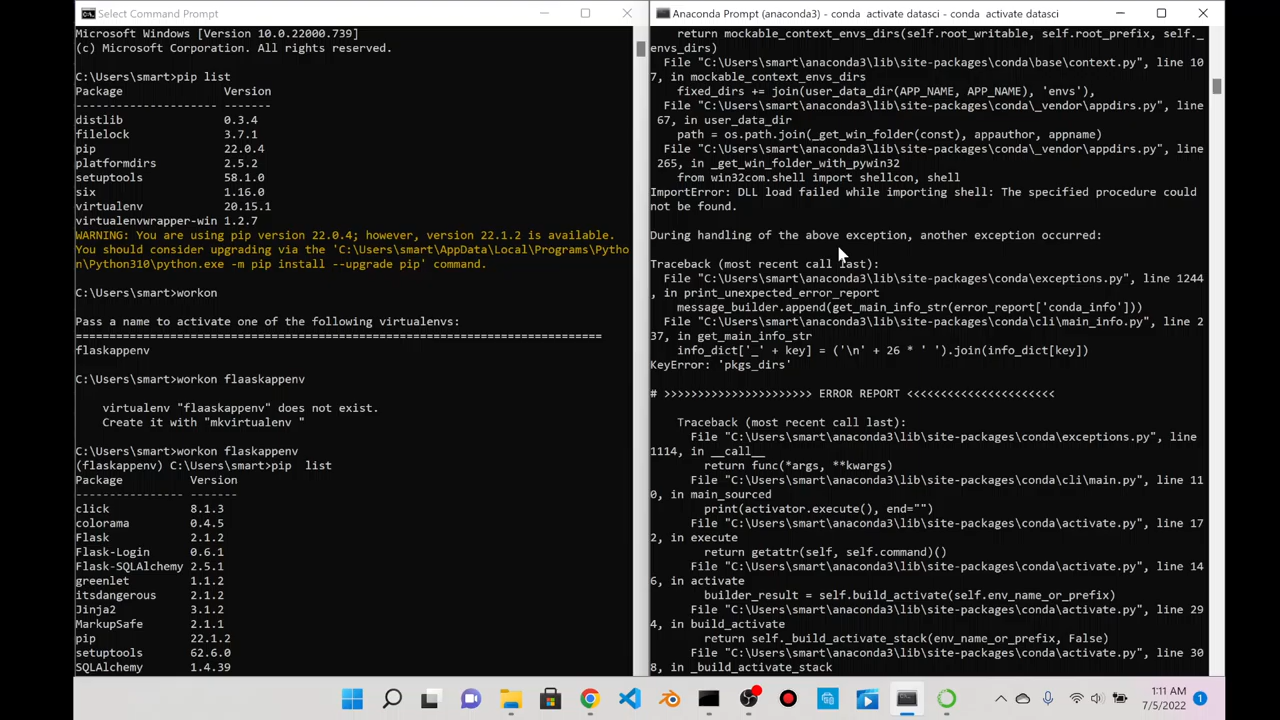 Select Command Prompt
Microsoft Windows [Version 10.0.22000.739]
(c) Microsoft Corporation. All rights reserved.
C:\Users\smart>pip list
Package Version
--------------------- -------
distlib 0.3.4
filelock 3.7.1
pip 22.0.4
platformdirs 2.5.2
setuptools 58.1.0
six 1.16.0
virtualenv 20.15.1
virtualenvwrapper-win 1.2.7
WARNING: You are using pip version 22.0.4; however, version 22.1.2 is available.
You should consider upgrading via the 'C:\Users\smart\AppData\Local\Programs\Pytho
n\Python310\python.exe -m pip install --upgrade pip' command.
C:\Users\smart>workon
Pass a name to activate one of the following virtualenvs:
==============================================================================
flaskappenv
C:\Users\smart>workon flaaskappenv
virtualenv "flaaskappenv" does not exist.
Create it with "mkvirtualenv "
C:\Users\smart>workon flaskappenv
(flaskappenv) C:\Users\smart>pip  list
Package Version
---------------- -------
click 8.1.3
colorama 0.4.5
Flask 2.1.2
Flask-Login 0.6.1
Flask-SQLAlchemy 2.5.1
greenlet 1.1.2
itsdangerous 2.1.2
Jinja2 3.1.2
MarkupSafe 2.1.1
pip 22.1.2
setuptools 62.6.0
SQLAlchemy 1.4.39
Anaconda Prompt (anaconda3) - conda  activate datasci - conda  activate datasci
return mockable_context_envs_dirs(self.root_writable, self.root_prefix, self._
envs_dirs)
File "C:\Users\smart\anaconda3\lib\site-packages\conda\base\context.py", line 10
7, in mockable_context_envs_dirs
fixed_dirs += join(user_data_dir(APP_NAME, APP_NAME), 'envs'),
File "C:\Users\smart\anaconda3\lib\site-packages\conda\_vendor\appdirs.py", line
67, in user_data_dir
path = os.path.join(_get_win_folder(const), appauthor, appname)
File "C:\Users\smart\anaconda3\lib\site-packages\conda\_vendor\appdirs.py", line
265, in _get_win_folder_with_pywin32
from win32com.shell import shellcon, shell
ImportError: DLL load failed while importing shell: The specified procedure could
not be found.
During handling of the above exception, another exception occurred:
Traceback (most recent call last):
File "C:\Users\smart\anaconda3\lib\site-packages\conda\exceptions.py", line 1244
, in print_unexpected_error_report
message_builder.append(get_main_info_str(error_report['conda_info']))
File "C:\Users\smart\anaconda3\lib\site-packages\conda\cli\main_info.py", line 2
37, in get_main_info_str
info_dict['_' + key] = ('\n' + 26 * ' ').join(info_dict[key])
KeyError: 'pkgs_dirs'
# >>>>>>>>>>>>>>>>>>>>>> ERROR REPORT <<<<<<<<<<<<<<<<<<<<<<
Traceback (most recent call last):
File "C:\Users\smart\anaconda3\lib\site-packages\conda\exceptions.py", line
1114, in __call__
return func(*args, **kwargs)
File "C:\Users\smart\anaconda3\lib\site-packages\conda\cli\main.py", line 11
0, in main_sourced
print(activator.execute(), end="")
File "C:\Users\smart\anaconda3\lib\site-packages\conda\activate.py", line 17
2, in execute
return getattr(self, self.command)()
File "C:\Users\smart\anaconda3\lib\site-packages\conda\activate.py", line 14
6, in activate
builder_result = self.build_activate(self.env_name_or_prefix)
File "C:\Users\smart\anaconda3\lib\site-packages\conda\activate.py", line 29
4, in build_activate
return self._build_activate_stack(env_name_or_prefix, False)
File "C:\Users\smart\anaconda3\lib\site-packages\conda\activate.py", line 30
8, in _build_activate_stack
1:11 AM
7/5/2022
1